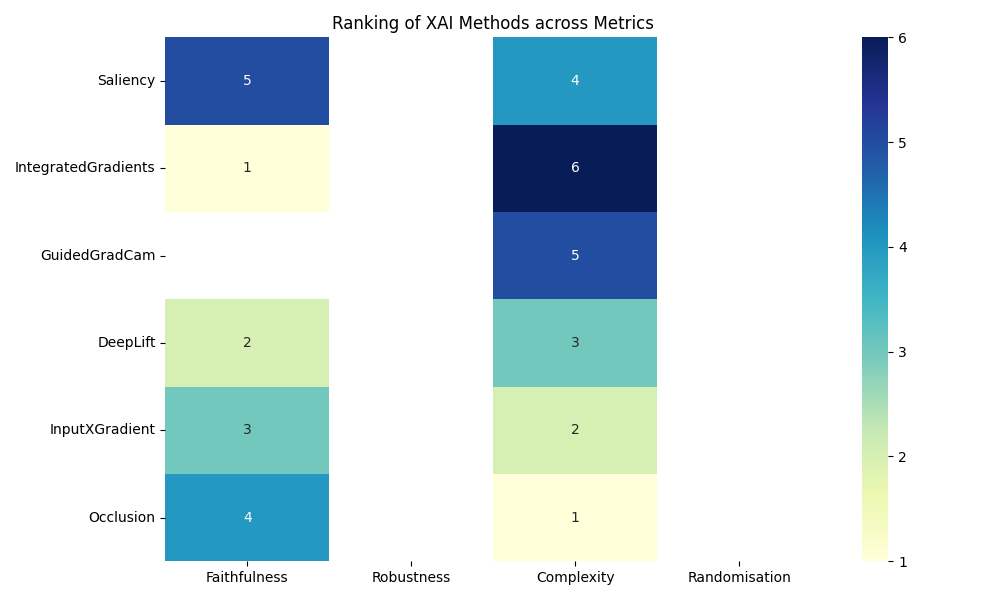 Ranking of XAI Methods across Metrics
Saliency 5 4
IntegratedGradients 1 6
GuidedGradCam 5
DeepLift 2 3
InputXGradient 3 2
Occlusion 4 1
Faithfulness Robustness Complexity Randomisation
6
5
4
3
2
1